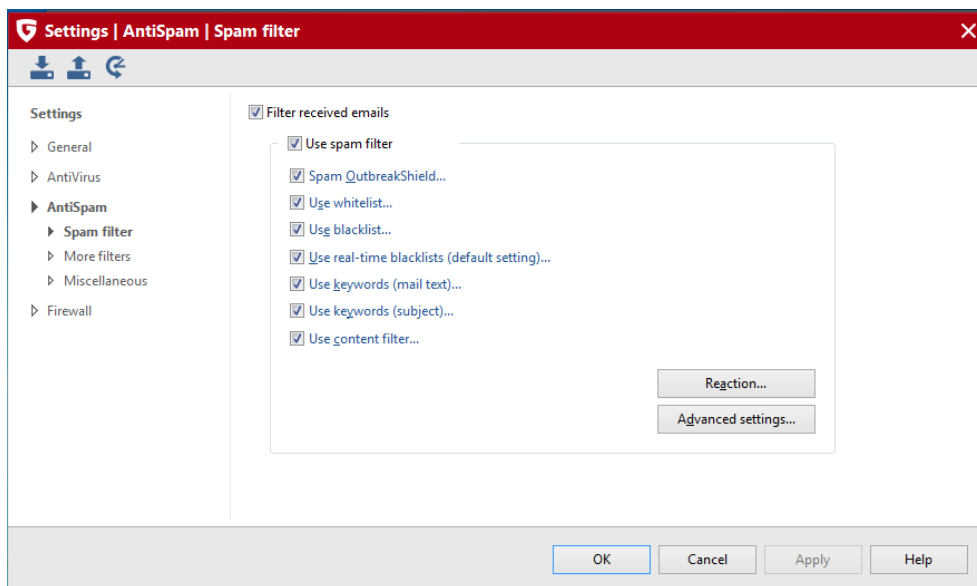 Settings | AntiSpam | Spam filter
Settings
General
AntiVirus
AntiSpam
Spam filter
More filters
Miscellaneous
Firewall
Filter received emails
Use spam filter
Spam OutbreakShield...
Use whitelist...
Use blacklist...
Use real-time blacklists (default setting)...
Use keywords (mail text)...
Use keywords (subject)...
Use content filter...
Reaction...
Advanced settings...
OK Cancel Apply Help